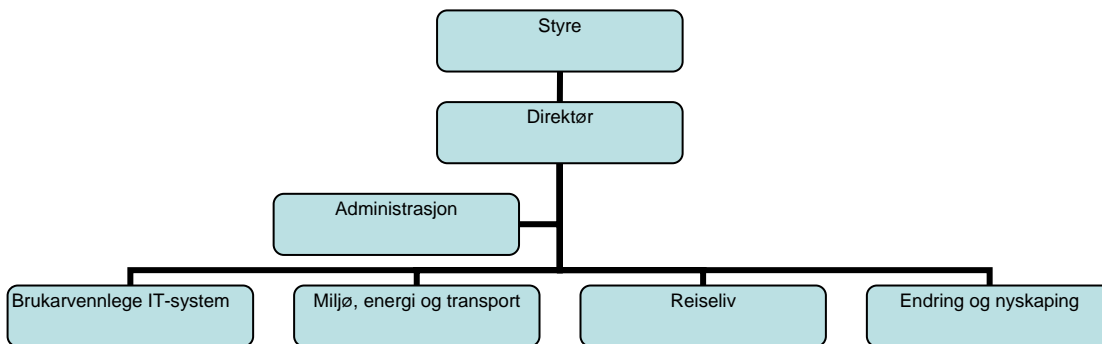 Styre
Direktør
Administrasjon
Brukarvennlege IT-system
Miljø, energi og transport
Reiseliv
Endring og nyskaping